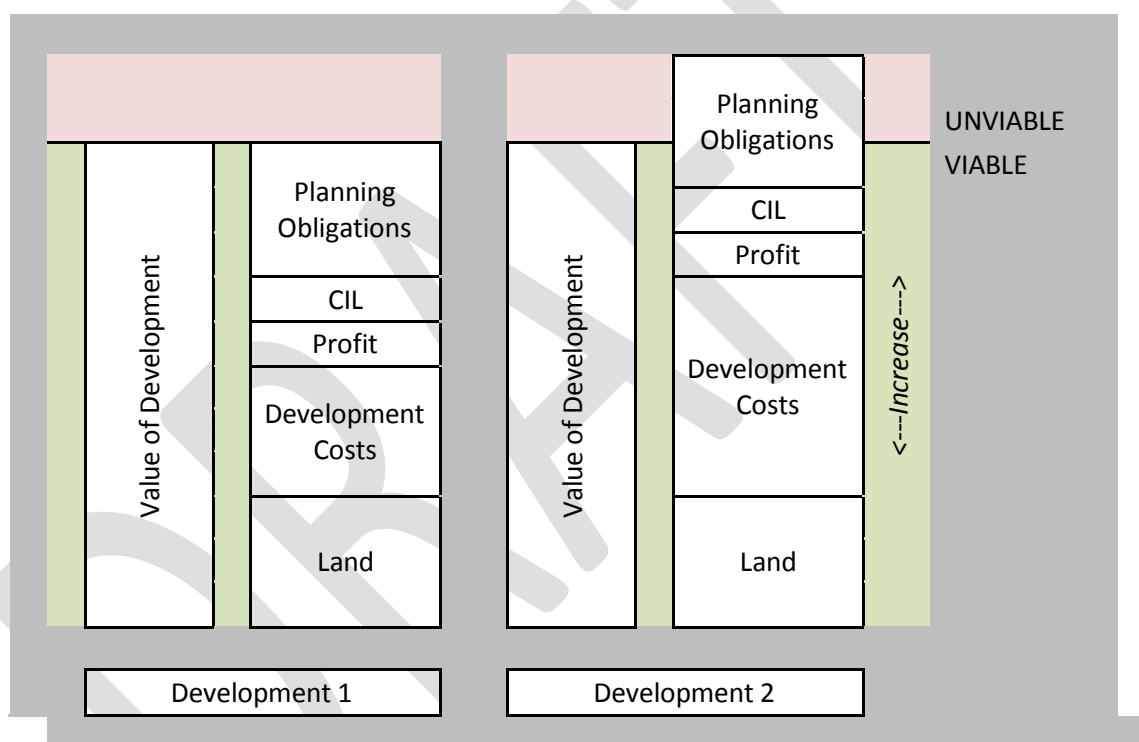 Value of Development
Planning
Obligations
CIL
Profit
Development
Costs
Land
Development 1
Value of Development
Planning
Obligations
CIL
Profit
Development
Costs
Land
Development 2
<---Increase--->
UNVIABLE
VIABLE
DRAFT